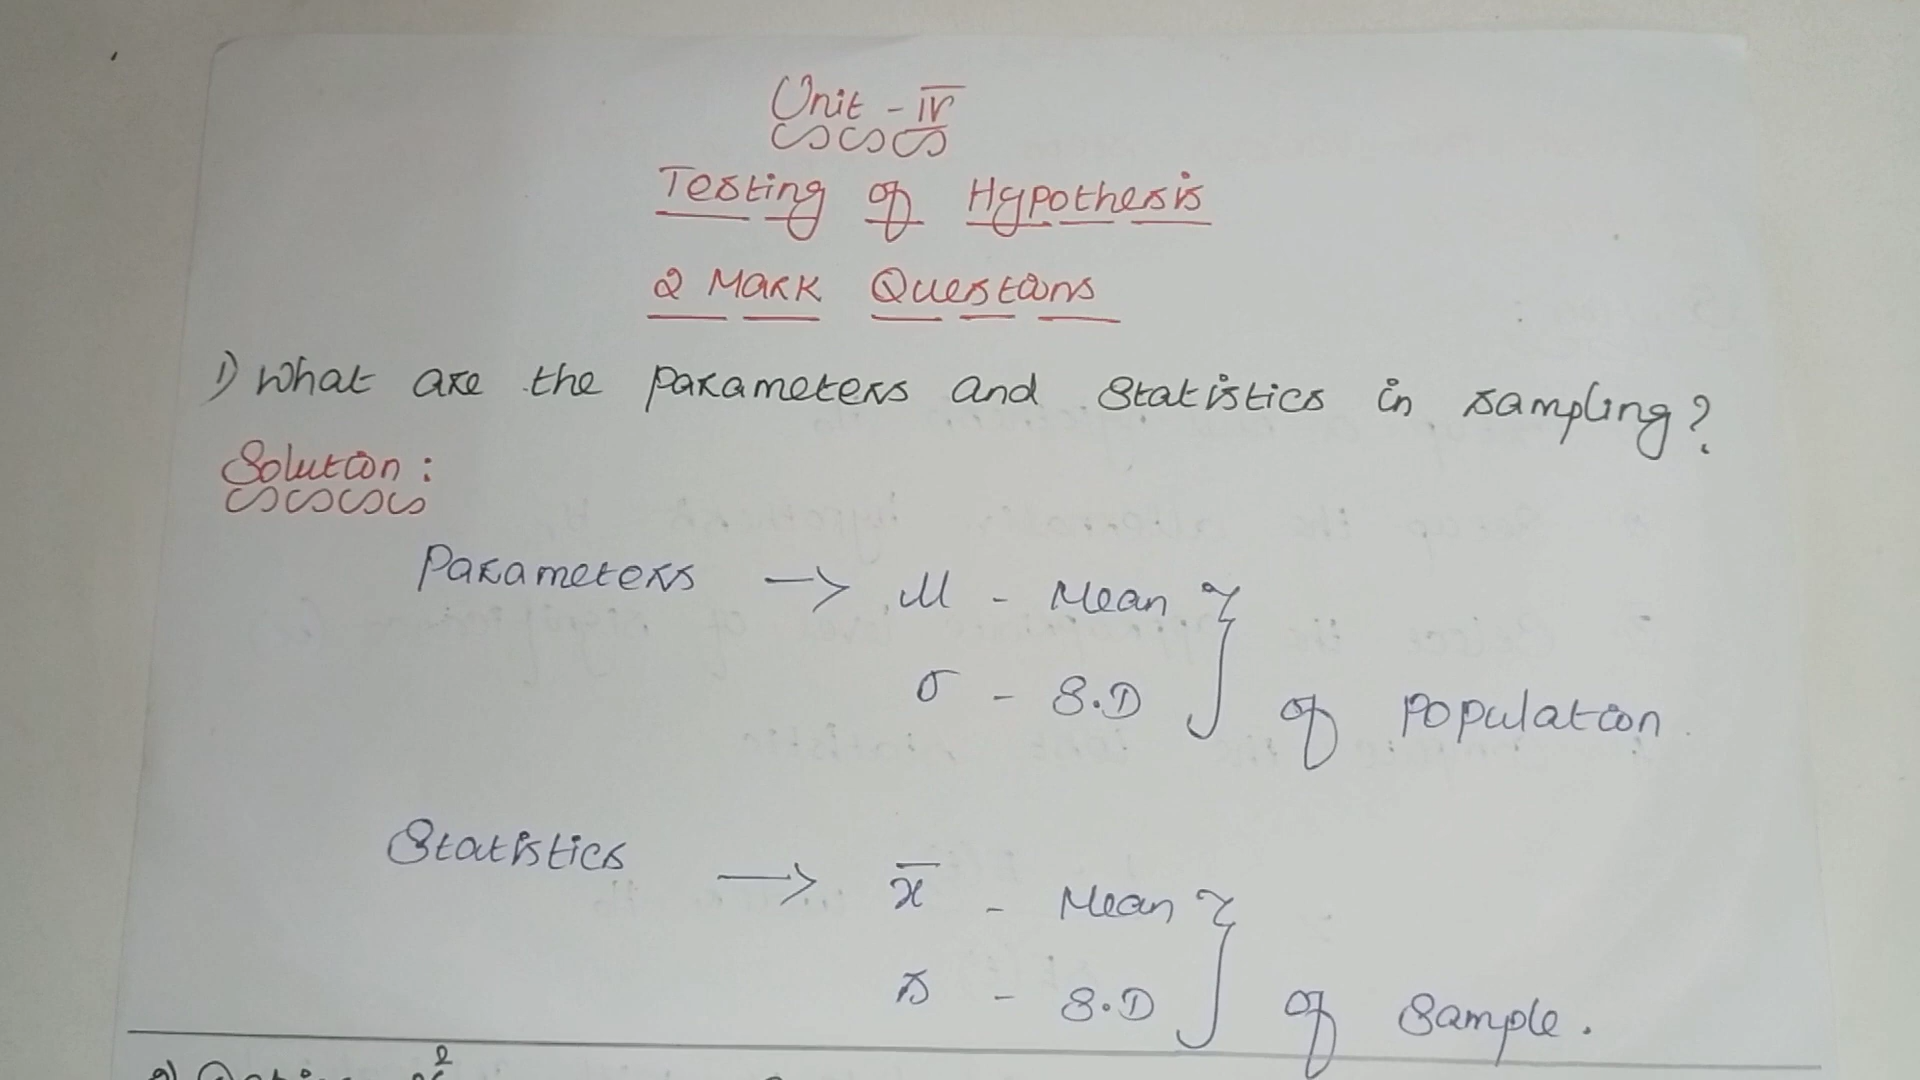 Unit - IV
Testing of Hypothesis
2 Mark Questions
1) What are the parameters and Statistics in sampling?
Solution:
Parameters → μ - Mean }
σ - S.D } of Population.
Statistics → x̄ - Mean }
s - S.D } of Sample.